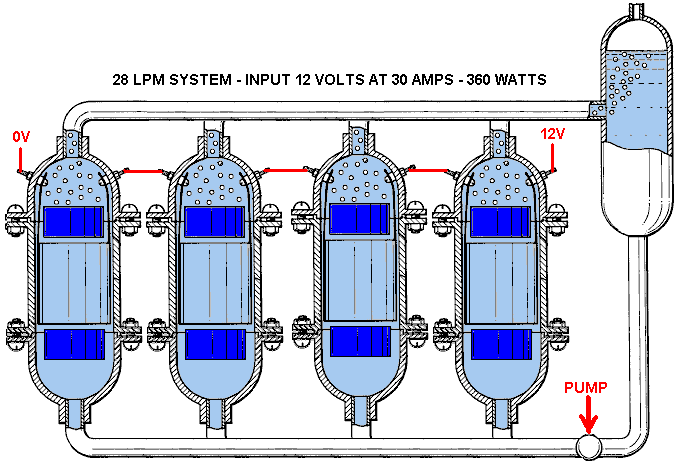 28 LPM SYSTEM - INPUT 12 VOLTS AT 30 AMPS - 360 WATTS
0V
12V
PUMP